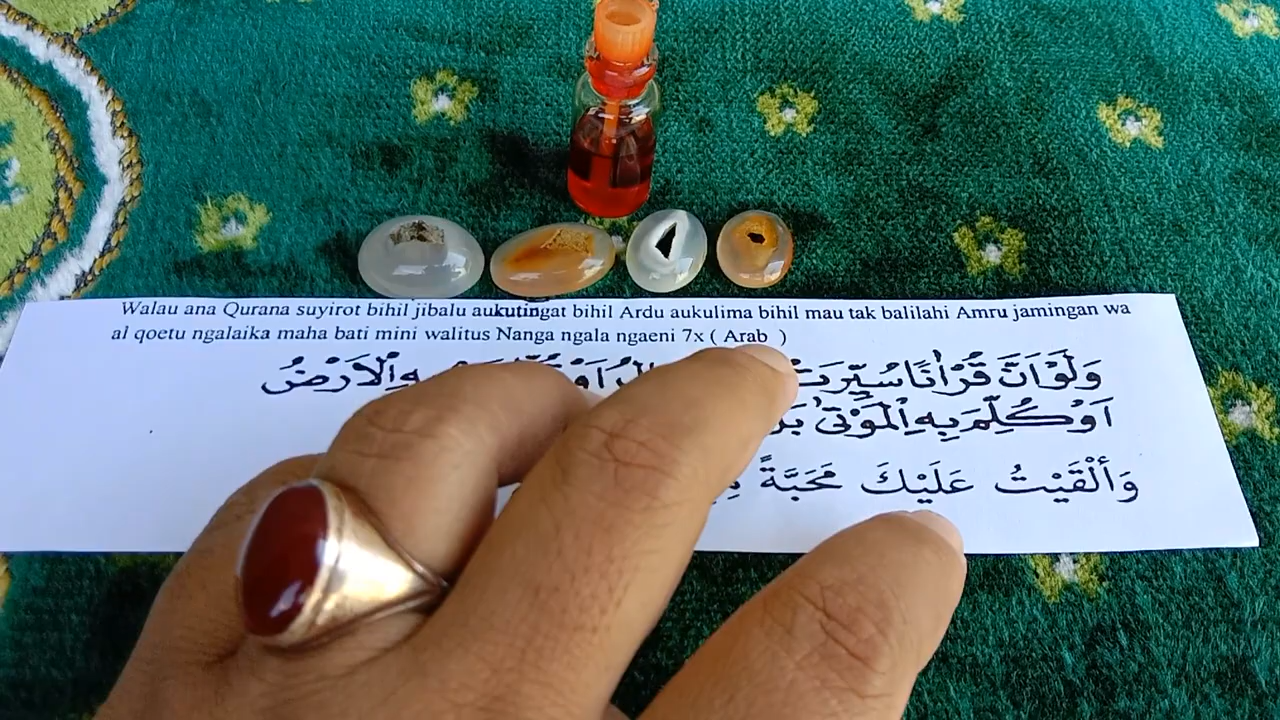 Walau ana Qurana suyirot bihil jibalu aukutingat bihil Ardu aukulima bihil mau tak balilahi Amru jamingan wa
al qoetu ngalaika maha bati mini walitus Nanga ngala ngaeni 7x ( Arab )
وَلَوْاَنَّ قُرْاٰنًا سُيِّرَتْ بِهِ الْاَرْضُ
اَوْكُلِّمَ بِهِ الْمَوْتٰى
وَأَلْقَيْتُ عَلَيْكَ مَحَبَّةً